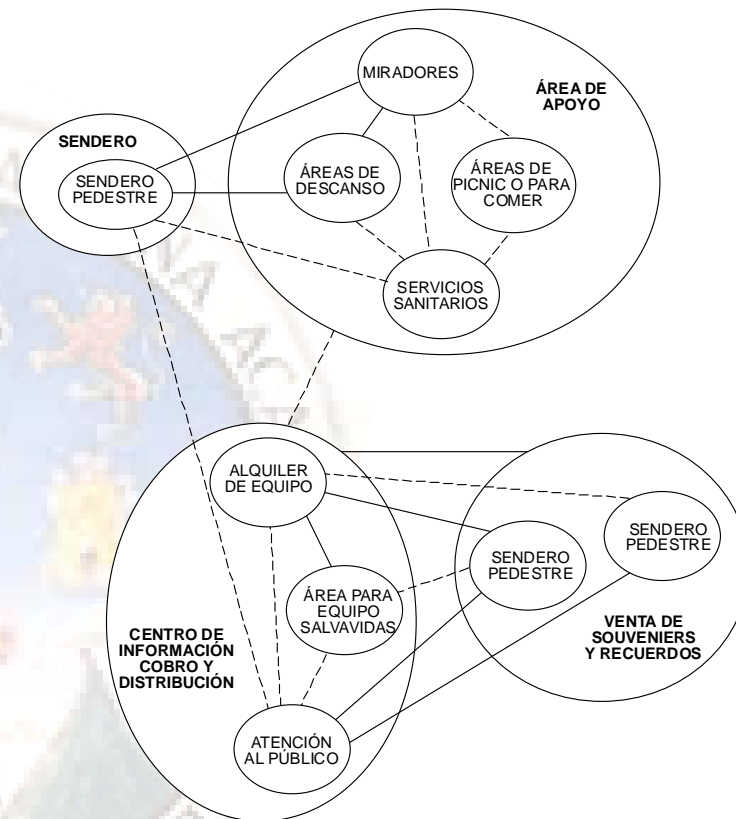 MIRADORES
ÁREA DE
APOYO
SENDERO
SENDERO
PEDESTRE
ÁREAS DE
DESCANSO
ÁREAS DE
PICNIC O PARA
COMER
SERVICIOS
SANITARIOS
ALQUILER
DE EQUIPO
SENDERO
PEDESTRE
SENDERO
PEDESTRE
ÁREA PARA
EQUIPO
SALVAVIDAS
CENTRO DE
INFORMACIÓN
COBRO Y
DISTRIBUCIÓN
VENTA DE
SOUVENIERS
Y RECUERDOS
ATENCIÓN
AL PÚBLICO